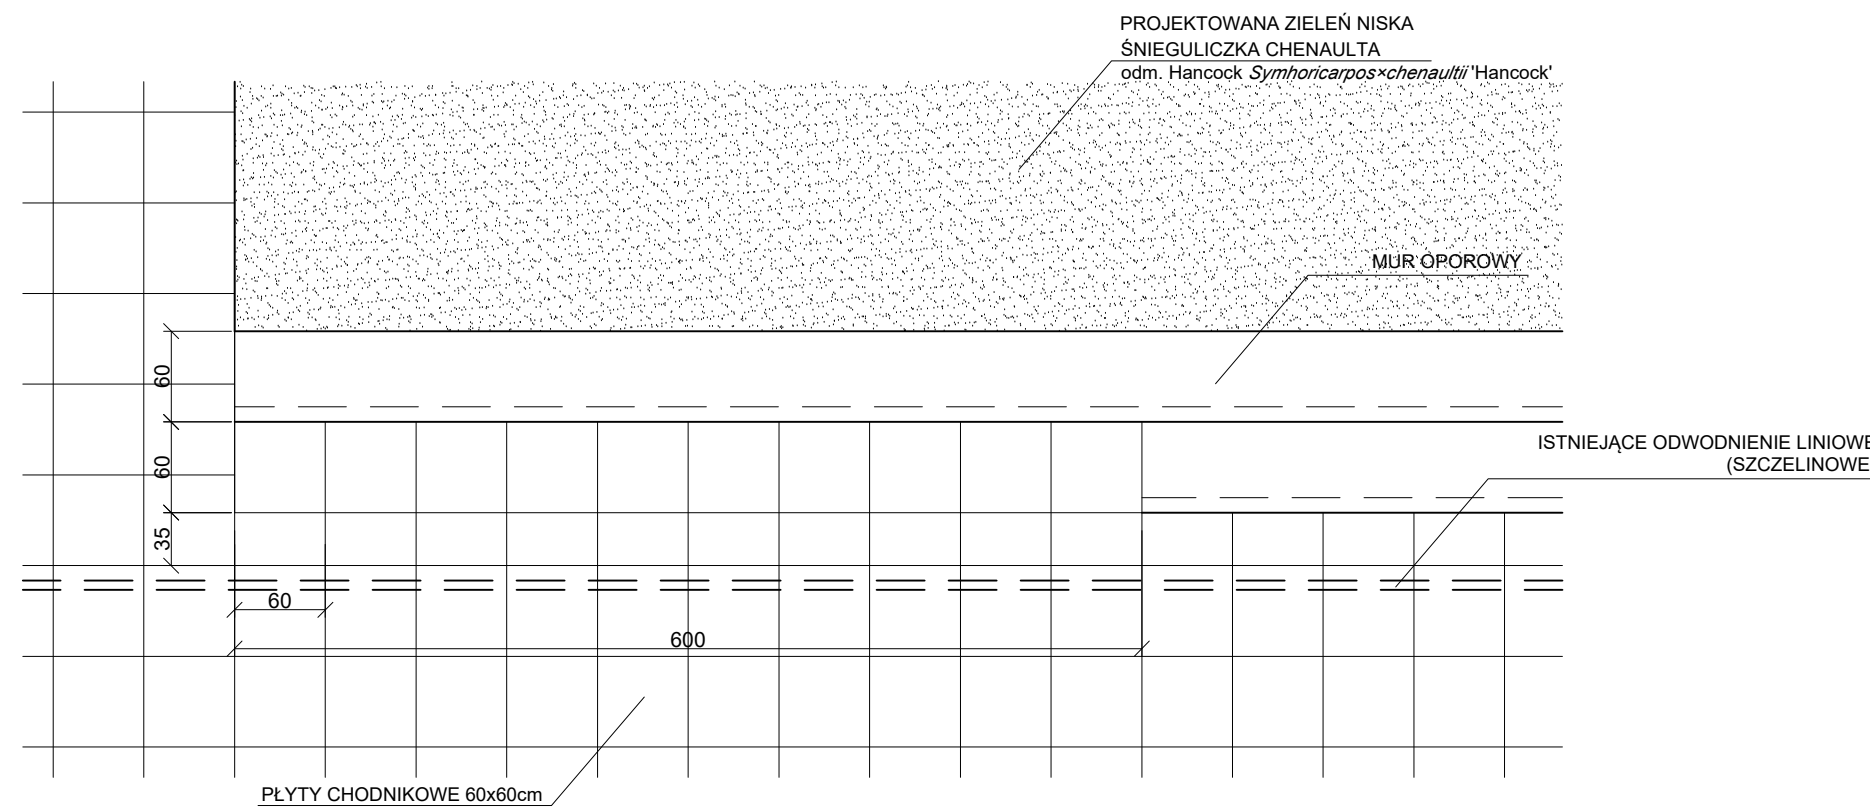 PROJEKTOWANA ZIELEŃ NISKA
ŚNIEGULICZKA CHENAULTA
odm. Hancock Symhoricarpos×chenaultii 'Hancock'
MUR OPOROWY
60
ISTNIEJĄCE ODWODNIENIE LINIOWE
(SZCZELINOWE
60
35
60
600
PŁYTY CHODNIKOWE 60x60cm